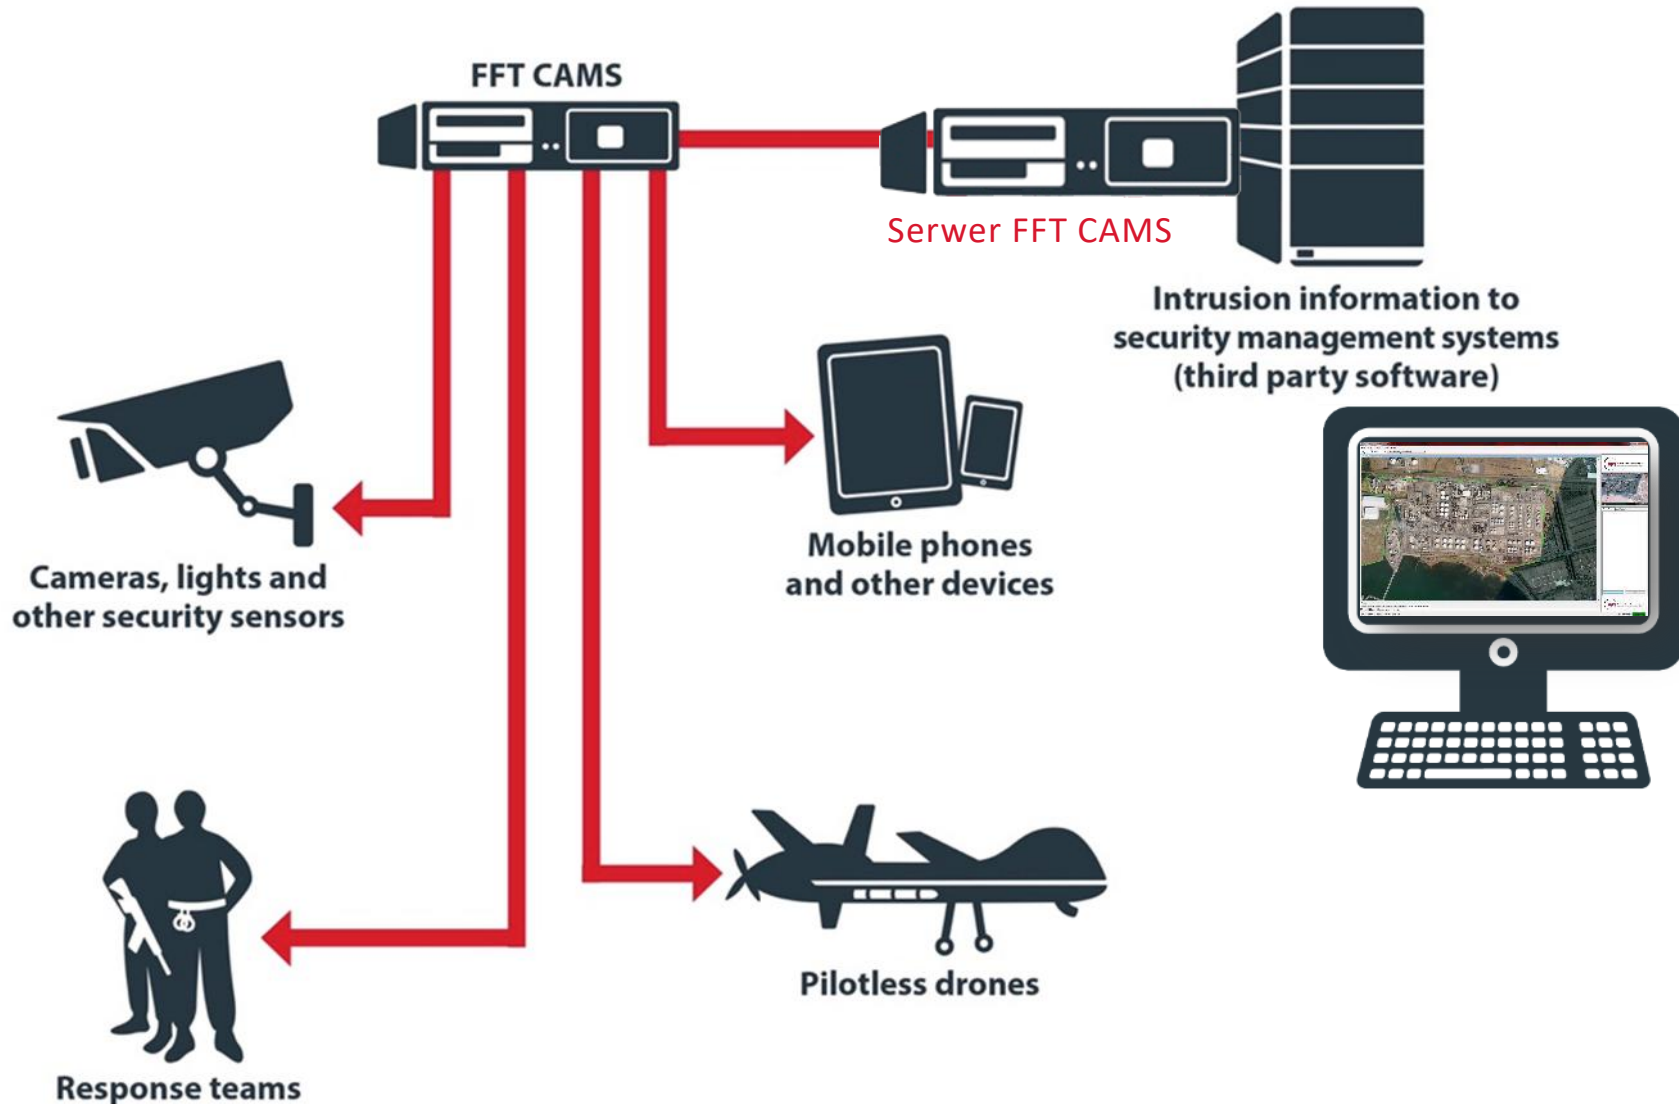 FFT CAMS
Serwer FFT CAMS
Intrusion information to
security management systems
(third party software)
Mobile phones
and other devices
Cameras, lights and
other security sensors
Pilotless drones
Response teams